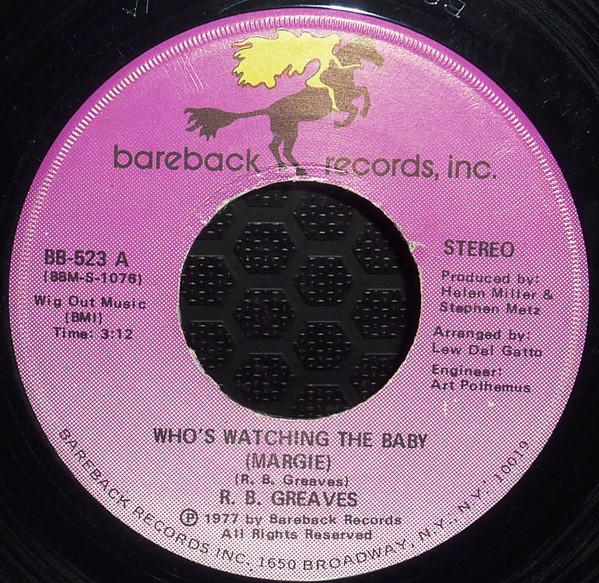 bareback records, inc.
BB-523 A
(BBM-S-1076)
Wig Out Music
(BMI)
Time: 3:12
STEREO
Produced by:
Helen Miller &
Stephen Metz
Arranged by:
Lew Del Gatto
Engineer:
Art Polhemus
WHO'S WATCHING THE BABY
(MARGIE)
(R. B. Greaves)
R. B. GREAVES
℗ 1977 by Bareback Records
All Rights Reserved
BAREBACK RECORDS INC. 1650 BROADWAY, N.Y., N.Y. 10019